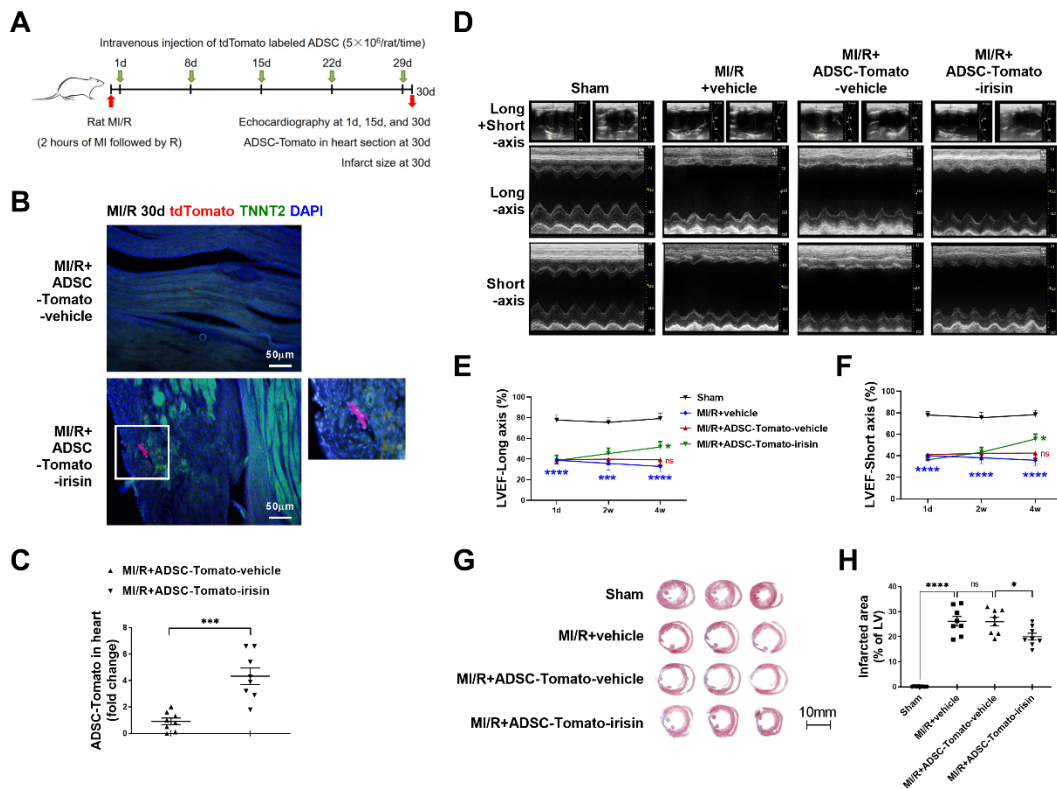 A
Intravenous injection of tdTomato labeled ADSC (5×10⁶/rat/time)
1d 8d 15d 22d 29d
30d
Rat MI/R
(2 hours of MI followed by R)
Echocardiography at 1d, 15d, and 30d
ADSC-Tomato in heart section at 30d
Infarct size at 30d
B
MI/R 30d tdTomato TNNT2 DAPI
MI/R+
ADSC
-Tomato
-vehicle
50μm
MI/R+
ADSC
-Tomato
-irisin
50μm
C
MI/R+ADSC-Tomato-vehicle
MI/R+ADSC-Tomato-irisin
ADSC-Tomato in heart
(fold change)
8
6
4
2
0
***
D
Sham
MI/R
+vehicle
MI/R+
ADSC-Tomato
-vehicle
MI/R+
ADSC-Tomato
-irisin
Long
+Short
-axis
Long
-axis
Short
-axis
E
LVEF-Long axis (%)
100
80
60
40
20
0
1d 2w 4w
**** *** ****
*
ns
Sham
MI/R+vehicle
MI/R+ADSC-Tomato-vehicle
MI/R+ADSC-Tomato-irisin
F
LVEF-Short axis (%)
100
80
60
40
20
0
1d 2w 4w
**** **** ****
*
ns
G
Sham
MI/R+vehicle
MI/R+ADSC-Tomato-vehicle
MI/R+ADSC-Tomato-irisin
10mm
H
Infarcted area
(% of LV)
40
30
20
10
0
**** ns *
Sham
MI/R+vehicle
MI/R+ADSC-Tomato-vehicle
MI/R+ADSC-Tomato-irisin